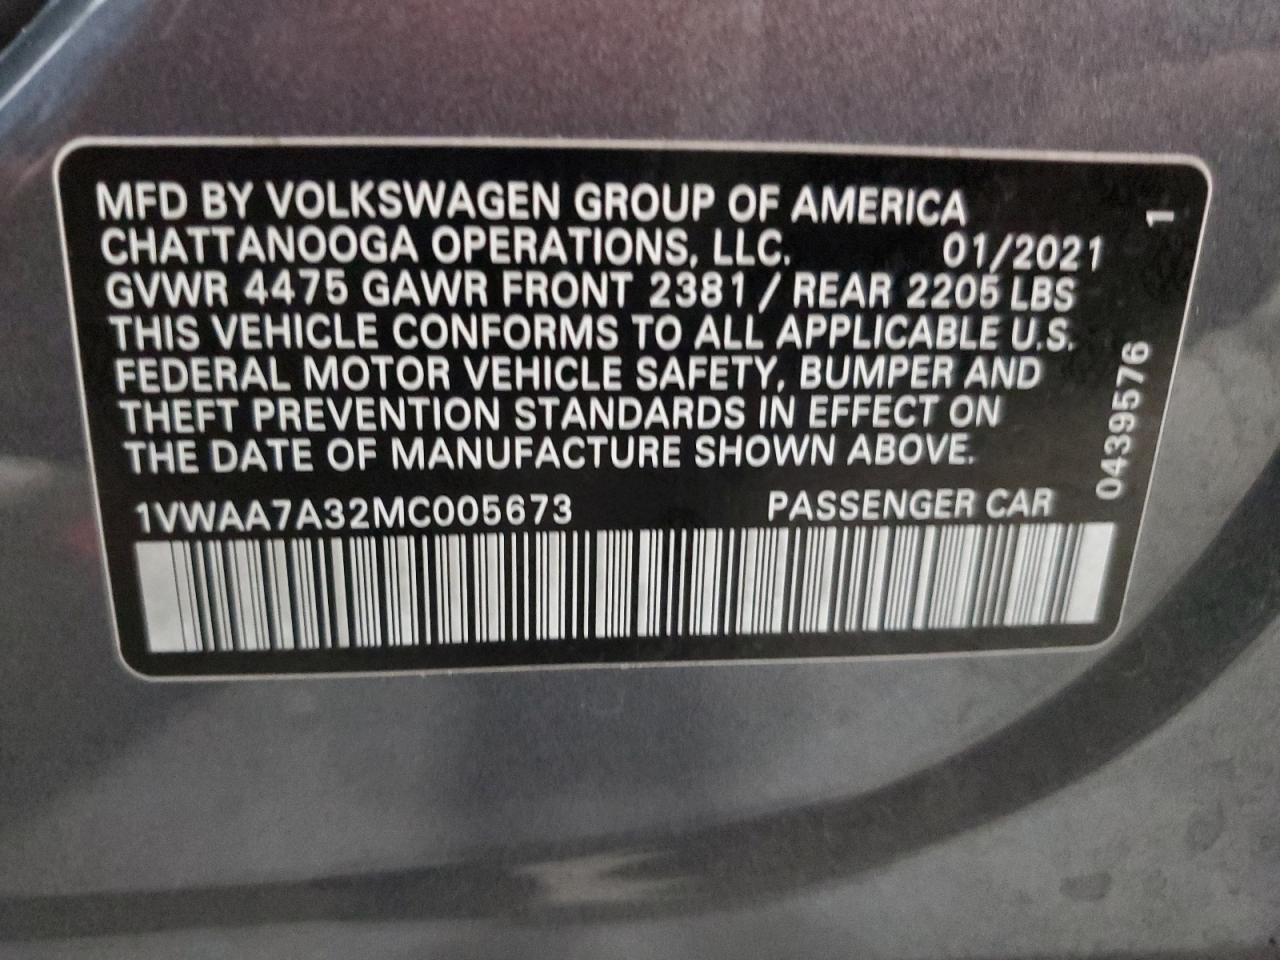 MFD BY VOLKSWAGEN GROUP OF AMERICA
CHATTANOOGA OPERATIONS, LLC. 01/2021
GVWR 4475 GAWR FRONT 2381 / REAR 2205 LBS
THIS VEHICLE CONFORMS TO ALL APPLICABLE U.S.
FEDERAL MOTOR VEHICLE SAFETY, BUMPER AND
THEFT PREVENTION STANDARDS IN EFFECT ON
THE DATE OF MANUFACTURE SHOWN ABOVE.
1VWAA7A32MC005673 PASSENGER CAR
0439576 1